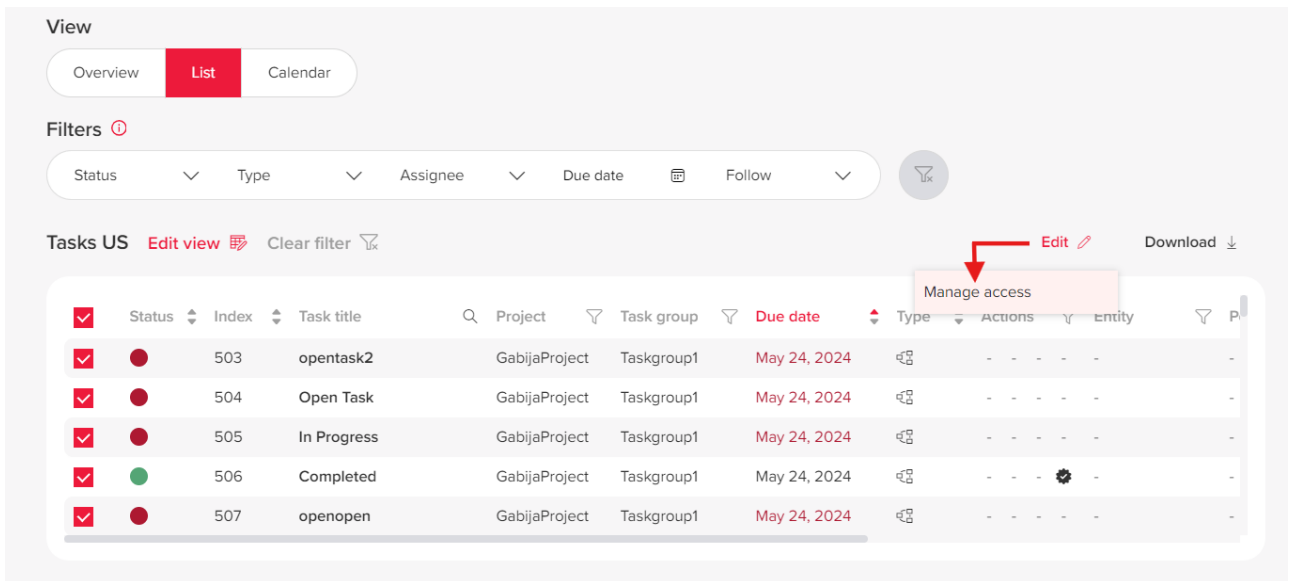 View
Overview List Calendar
Filters
Status Type Assignee Due date Follow
Tasks US Edit view Clear filter Edit Download
Manage access
Status Index Task title Project Task group Due date Type Actions Entity
503 opentask2 GabijaProject Taskgroup1 May 24, 2024 - - - - - -
504 Open Task GabijaProject Taskgroup1 May 24, 2024 - - - - - -
505 In Progress GabijaProject Taskgroup1 May 24, 2024 - - - - - -
506 Completed GabijaProject Taskgroup1 May 24, 2024 - - - - -
507 openopen GabijaProject Taskgroup1 May 24, 2024 - - - - - -